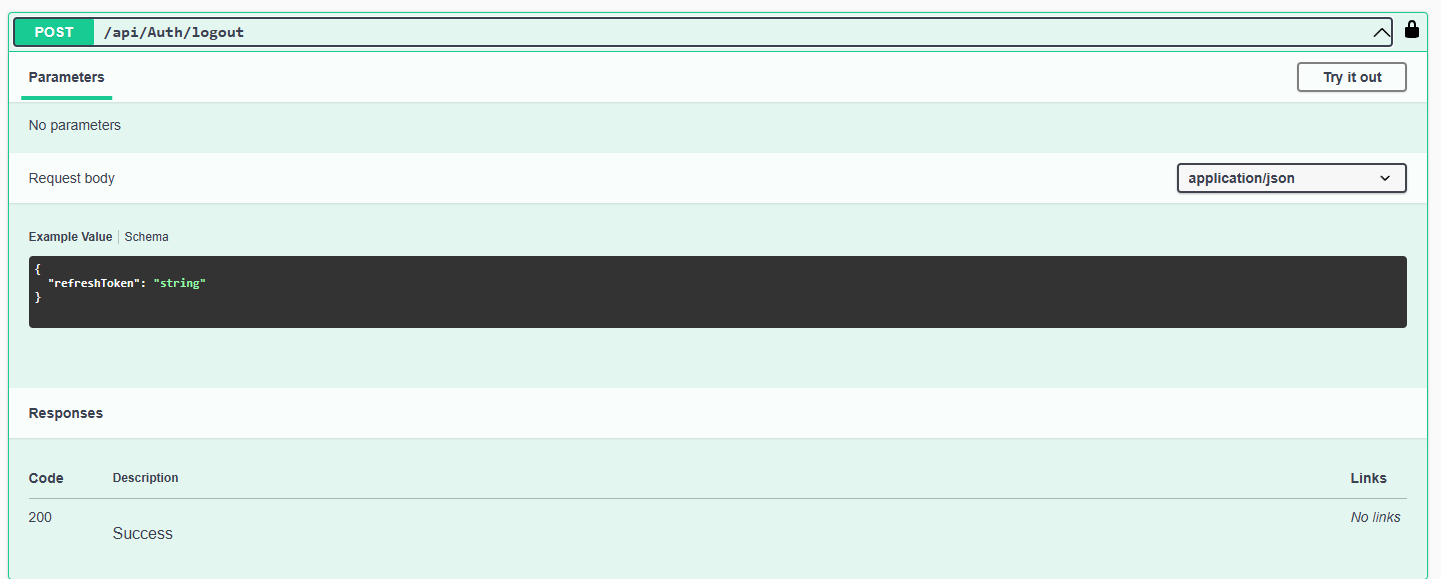 POST /api/Auth/logout
Parameters
Try it out
No parameters
Request body
application/json
Example Value Schema
{
  "refreshToken": "string"
}
Responses
Code Description Links
200 Success No links